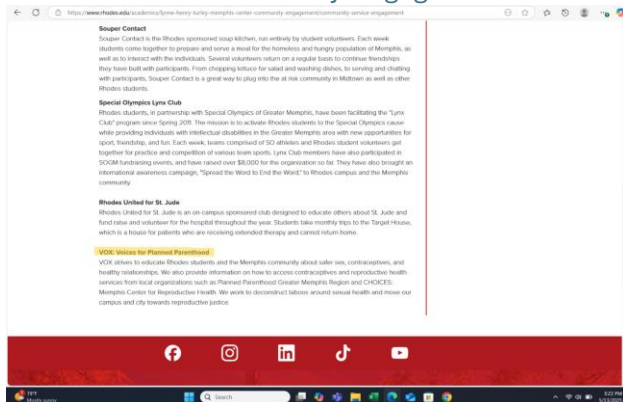 https://www.rhodes.edu/academics/lynne-henry-turley-memphis-center-community-engagement/community-service-engagement
Souper Contact
Souper Contact is the Rhodes sponsored soup kitchen, run entirely by student volunteers. Each week
students come together to prepare and serve a meal for the homeless and hungry population of Memphis, as
well as to interact with the individuals. Several volunteers return on a regular basis to continue friendships
they have built with participants. From chopping lettuce for salad and washing dishes, to serving and chatting
with participants, Souper Contact is a great way to plug into the at risk community in Midtown as well as other
Rhodes students.
Special Olympics Lynx Club
Rhodes students, in partnership with Special Olympics of Greater Memphis, have been facilitating the "Lynx
Club" program since Spring 2011. The mission is to activate Rhodes students to the Special Olympics cause
while providing individuals with intellectual disabilities in the Greater Memphis area with new opportunities for
sport, friendship, and fun. Each week, teams comprised of SO athletes and Rhodes student volunteers get
together for practice and competition of various team sports. Lynx Club members have also participated in
SOGM fundraising events, and have raised over $8,000 for the organization so far. They have also brought an
international awareness campaign, "Spread the Word to End the Word," to Rhodes campus and the Memphis
community.
Rhodes United for St. Jude
Rhodes United for St. Jude is an on-campus sponsored club designed to educate others about St. Jude and
fund raise and volunteer for the hospital throughout the year. Students take monthly trips to the Target House,
which is a house for patients who are receiving extended therapy and cannot return home.
VOX: Voices for Planned Parenthood
VOX strives to educate Rhodes students and the Memphis community about safer sex, contraceptives, and
healthy relationships. We also provide information on how to access contraceptives and reproductive health
services from local organizations such as Planned Parenthood Greater Memphis Region and CHOICES:
Memphis Center for Reproductive Health. We work to deconstruct taboos around sexual health and move our
campus and city towards reproductive justice.
Mostly sunny
Search
3:22 PM